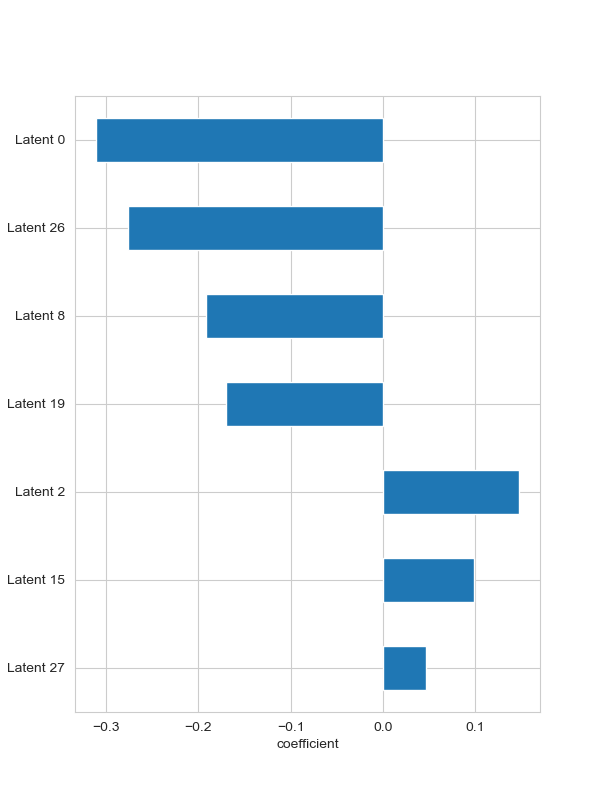 Latent 0
Latent 26
Latent 8
Latent 19
Latent 2
Latent 15
Latent 27
−0.3 −0.2 −0.1 0.0 0.1
coefficient